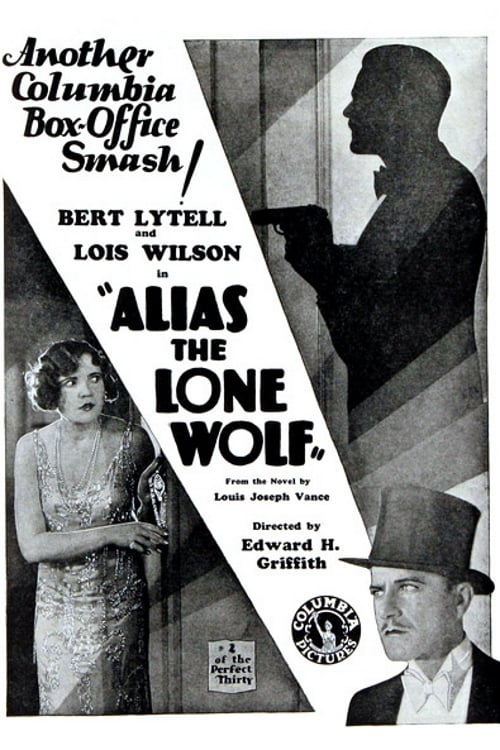 Another
Columbia
Box-Office
Smash!
BERT LYTELL
and
LOIS WILSON
in
"ALIAS
THE
LONE
WOLF"
From the Novel by
Louis Joseph Vance
Directed by
Edward H.
Griffith
COLUMBIA
PICTURES
2
of the
Perfect
Thirty